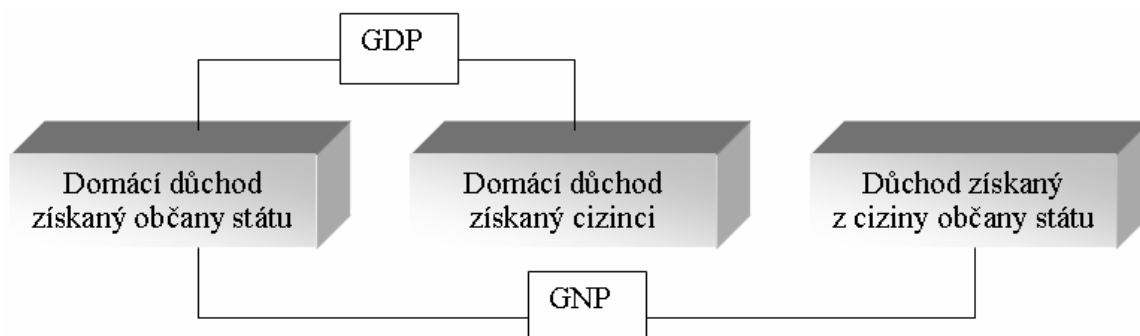 GDP
Domácí důchod
získaný občany státu
Domácí důchod
získaný cizinci
Důchod získaný
z ciziny občany státu
GNP